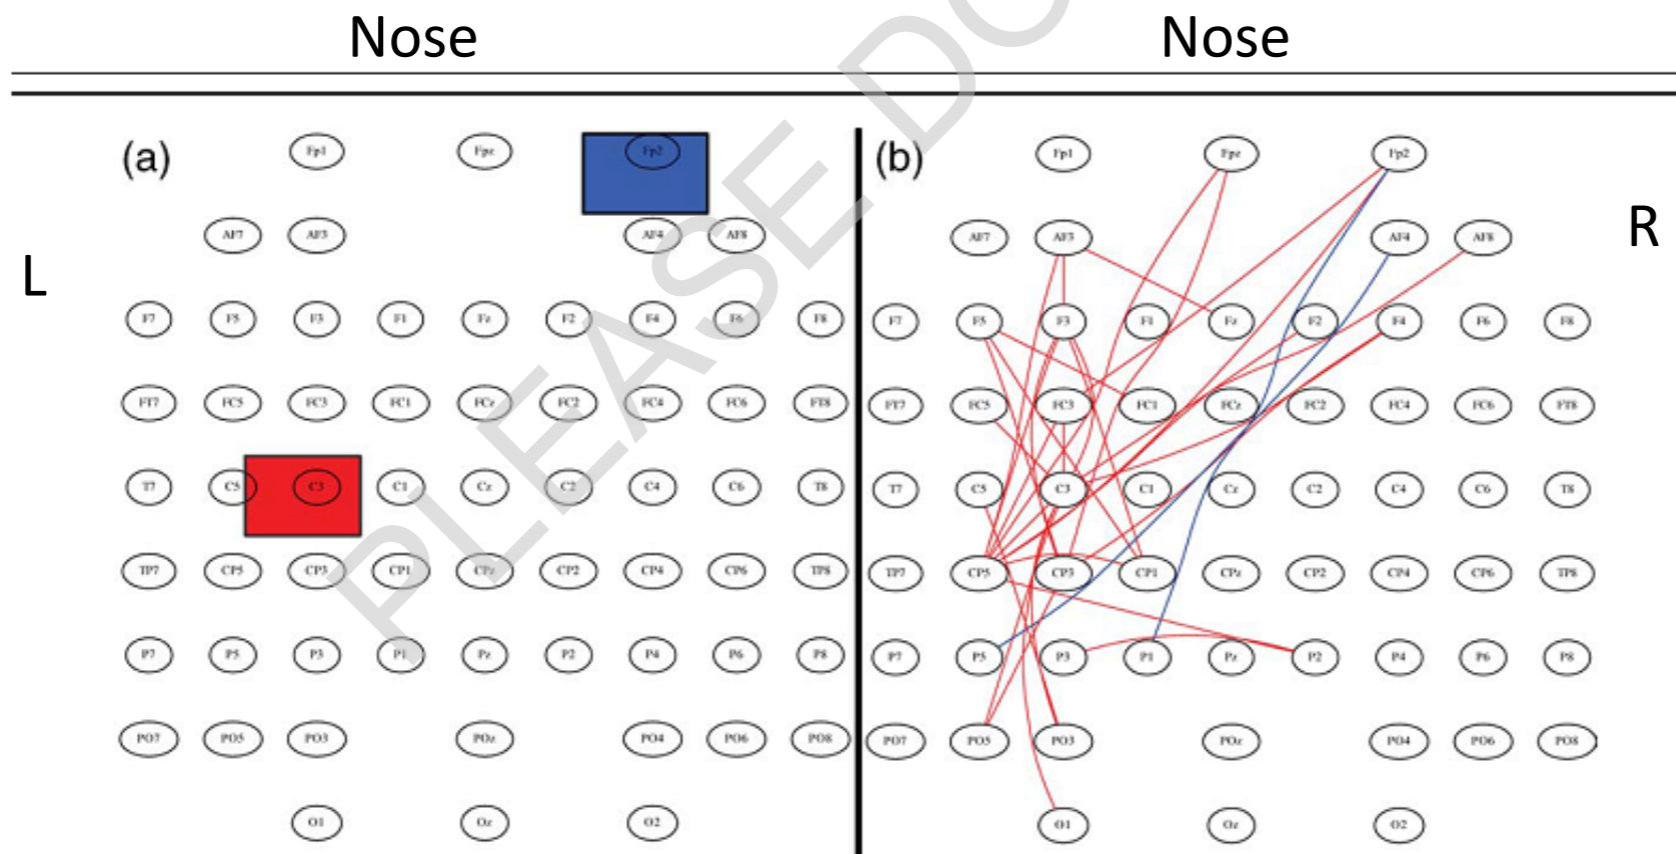 Nose Nose
PLEASE DO
(a) Fp1 Fpz Fp2 (b) Fp1 Fpz Fp2
AF7 AF3 AF4 AF8 AF7 AF3 AF4 AF8 R
L
F7 F5 F3 F1 Fz F2 F4 F6 F8 F7 F5 F3 F1 Fz F2 F4 F6 F8
FT7 FC5 FC3 FC1 FCz FC2 FC4 FC6 FT8 FT7 FC5 FC3 FC1 FCz FC2 FC4 FC6 FT8
T7 C5 C3 C1 Cz C2 C4 C6 T8 T7 C5 C3 C1 Cz C2 C4 C6 T8
TP7 CP5 CP3 CP1 CPz CP2 CP4 CP6 TP8 TP7 CP5 CP3 CP1 CPz CP2 CP4 CP6 TP8
P7 P5 P3 P1 Pz P2 P4 P6 P8 P7 P5 P3 P1 Pz P2 P4 P6 P8
PO7 PO5 PO3 POz PO4 PO6 PO8 PO7 PO5 PO3 POz PO4 PO6 PO8
O1 Oz O2 O1 Oz O2